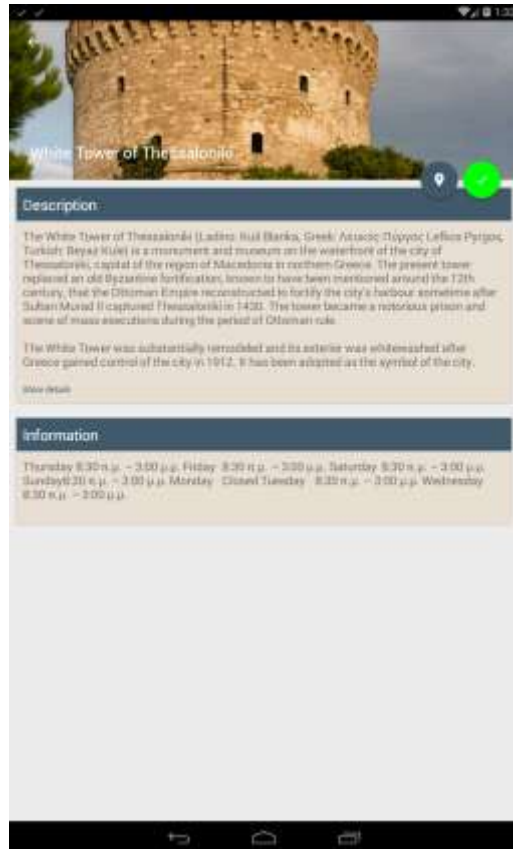 1:30
White Tower of Thessaloniki
Description
The White Tower of Thessaloniki (Ladino: Kuli Blanka, Greek: Λευκός Πύργος Lefkos Pyrgos,
Turkish: Beyaz Kule) is a monument and museum on the waterfront of the city of
Thessaloniki, capital of the region of Macedonia in northern Greece. The present tower
replaced an old Byzantine fortification, known to have been mentioned around the 12th
century, that the Ottoman Empire reconstructed to fortify the city's harbour sometime after
Sultan Murad II captured Thessaloniki in 1430. The tower became a notorious prison and
scene of mass executions during the period of Ottoman rule.
The White Tower was substantially remodeled and its exterior was whitewashed after
Greece gained control of the city in 1912. It has been adopted as the symbol of the city.
Show details
Information
Thursday 8:30 π.μ. – 3:00 μ.μ. Friday 8:30 π.μ. – 3:00 μ.μ. Saturday 8:30 π.μ. – 3:00 μ.μ.
Sunday8:30 π.μ. – 3:00 μ.μ. Monday Closed Tuesday 8:30 π.μ. – 3:00 μ.μ. Wednesday
8:30 π.μ. – 3:00 μ.μ.